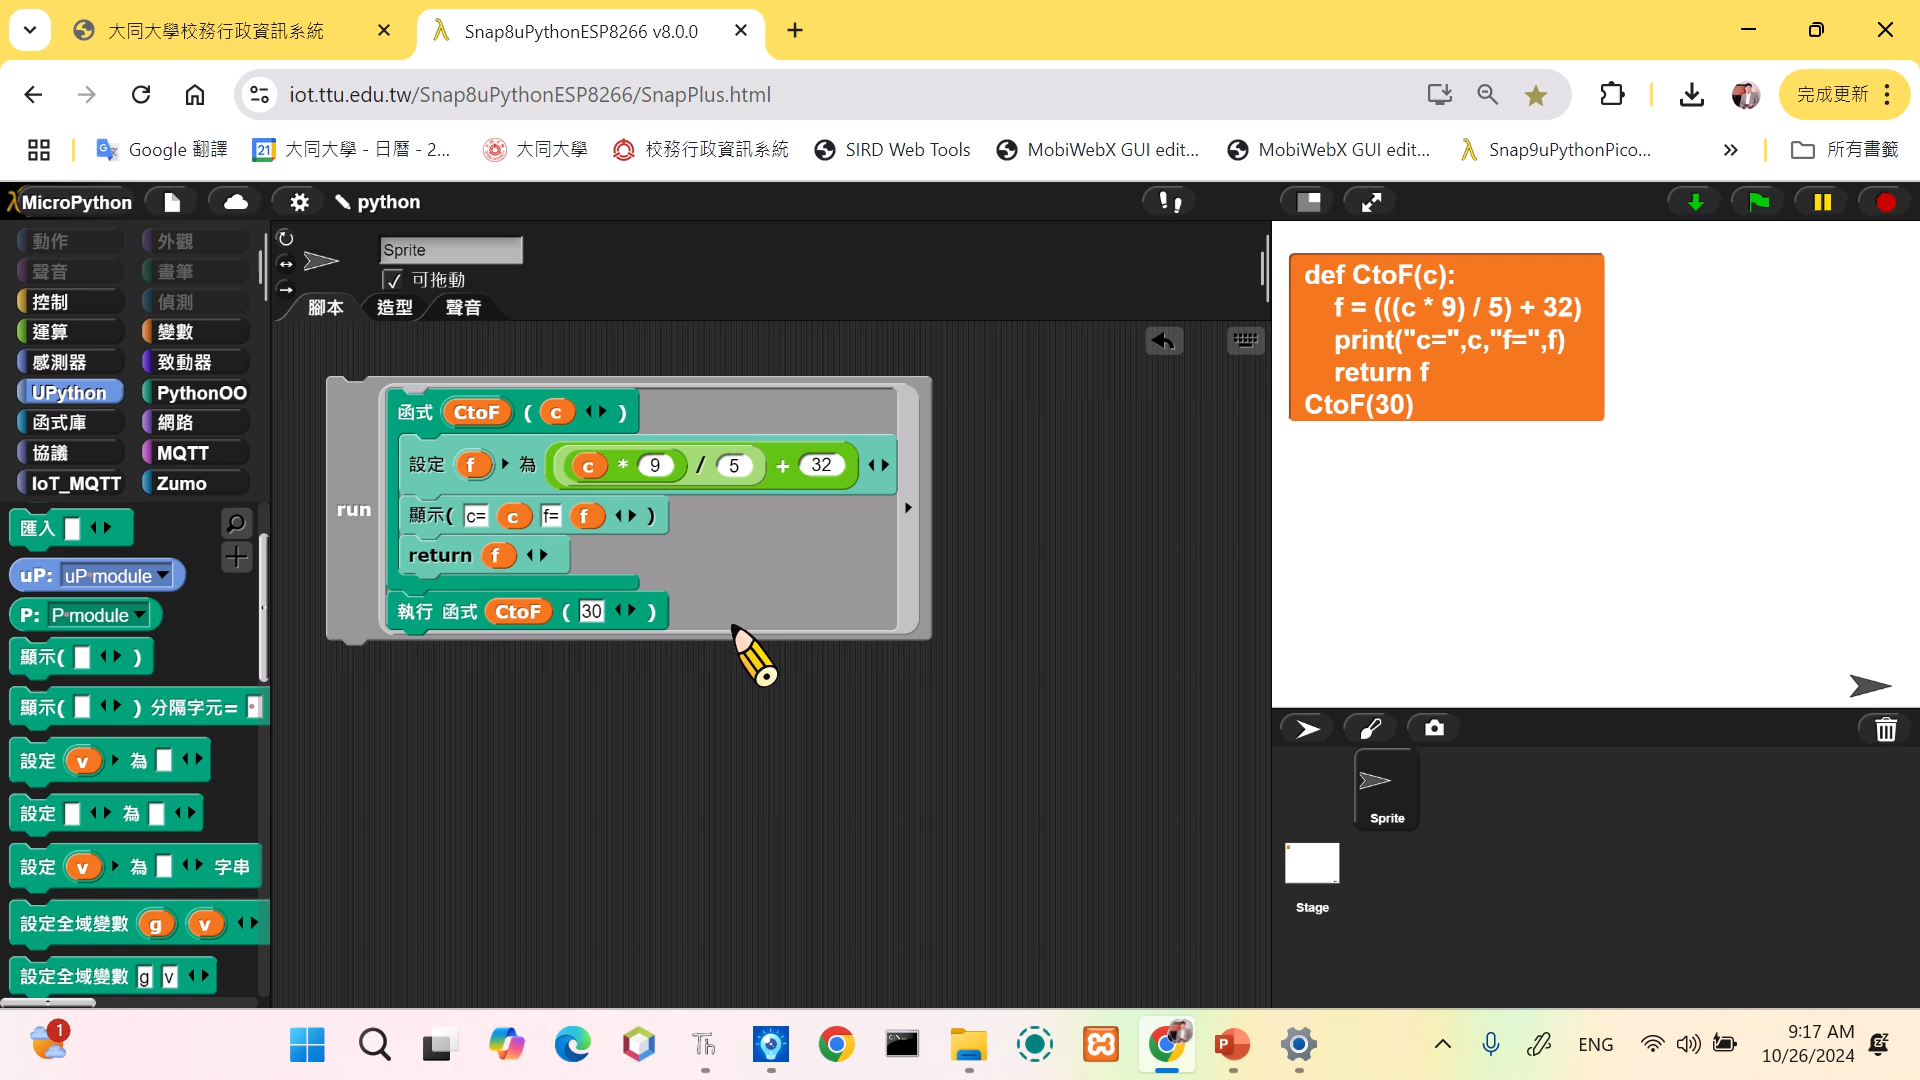 大同大學校務行政資訊系統
Snap8uPythonESP8266 v8.0.0
iot.ttu.edu.tw/Snap8uPythonESP8266/SnapPlus.html
完成更新
Google 翻譯
21
大同大學 - 日曆 - 2...
大同大學
校務行政資訊系統
SIRD Web Tools
MobiWebX GUI edit...
MobiWebX GUI edit...
Snap9uPythonPico...
所有書籤
MicroPython
python
動作
外觀
聲音
畫筆
控制
偵測
運算
變數
感測器
致動器
UPython
PythonOO
函式庫
網路
協議
MQTT
IoT_MQTT
Zumo
Sprite
可拖動
腳本
造型
聲音
匯入
uP: uP module
P: P module
顯示( )
顯示( ) 分隔字元=
設定 v 為
設定 為
設定 v 為 字串
設定全域變數 g v
設定全域變數 g v
run
函式 CtoF ( c )
設定 f 為 c * 9 / 5 + 32
顯示( c= c f= f )
return f
執行 函式 CtoF ( 30 )
def CtoF(c):
f = (((c * 9) / 5) + 32)
print("c=",c,"f=",f)
return f
CtoF(30)
Sprite
Stage
1
Th
P
ENG
9:17 AM
10/26/2024